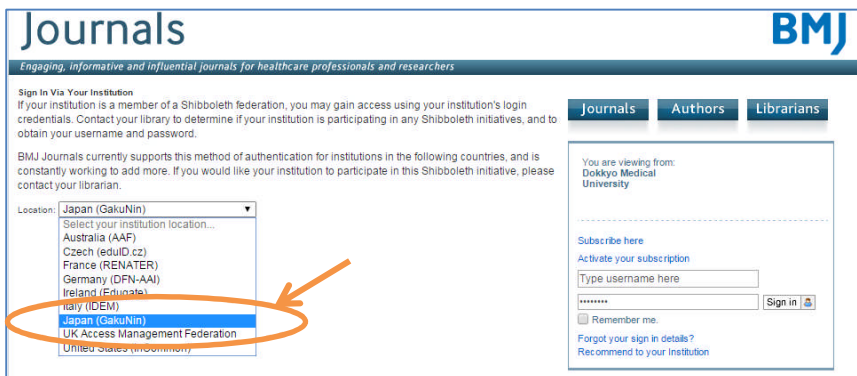 Journals
BMJ
Engaging, informative and influential journals for healthcare professionals and researchers
Sign In Via Your Institution
If your institution is a member of a Shibboleth federation, you may gain access using your institution's login
credentials. Contact your library to determine if your institution is participating in any Shibboleth initiatives, and to
obtain your username and password.
BMJ Journals currently supports this method of authentication for institutions in the following countries, and is
constantly working to add more. If you would like your institution to participate in this Shibboleth initiative, please
contact your librarian.
Location: Japan (GakuNin)
Select your institution location...
Australia (AAF)
Czech (eduID.cz)
France (RENATER)
Germany (DFN-AAI)
Ireland (Edugate)
Italy (IDEM)
Japan (GakuNin)
UK Access Management Federation
United States (InCommon)
Journals Authors Librarians
You are viewing from:
Dokkyo Medical
University
Subscribe here
Activate your subscription
Type username here
•••••••• Sign in
Remember me.
Forgot your sign in details?
Recommend to your Institution